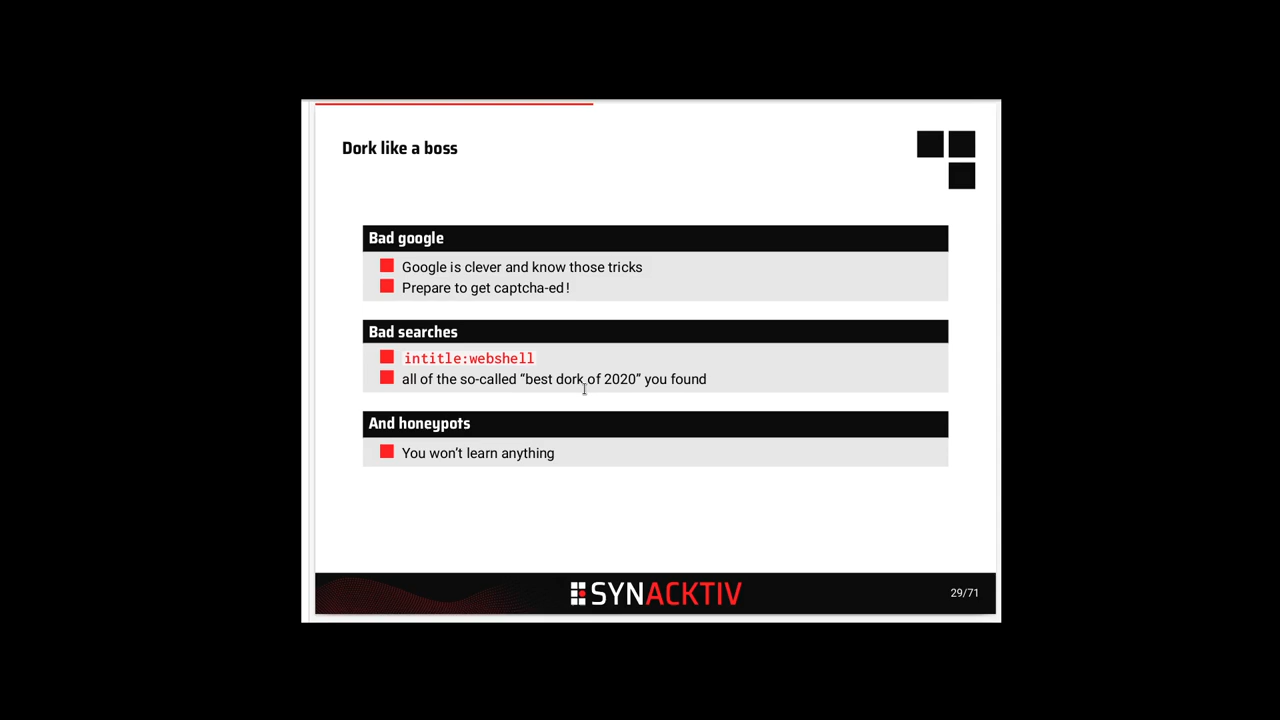 Dork like a boss
Bad google
Google is clever and know those tricks
Prepare to get captcha-ed!
Bad searches
intitle:webshell
all of the so-called “best dork of 2020” you found
And honeypots
You won’t learn anything
SYNACKTIV
29/71